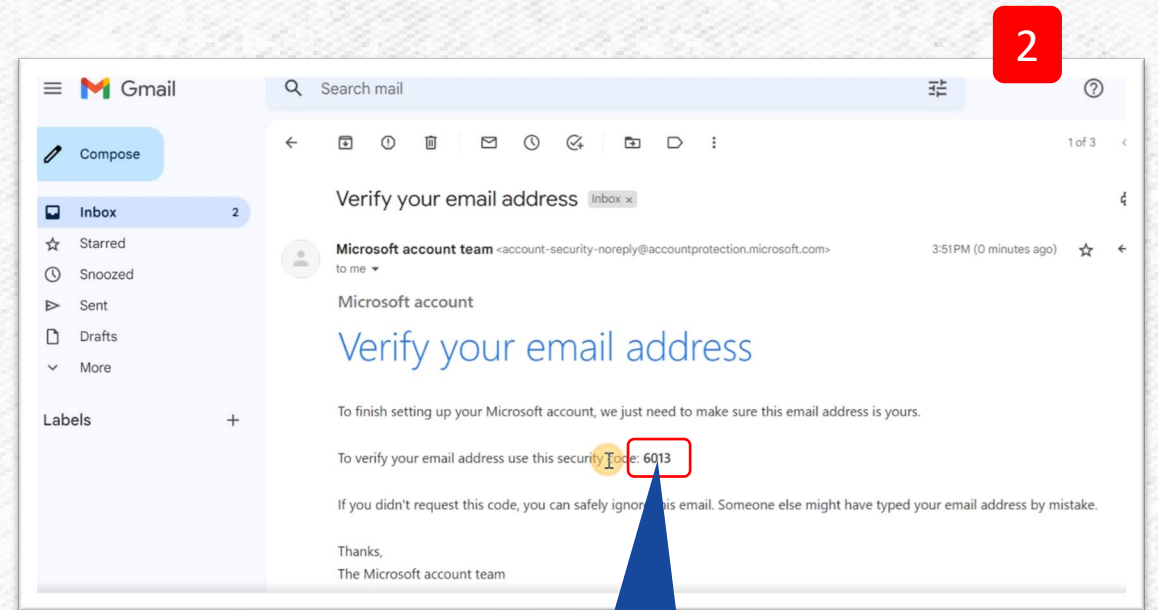 2
Gmail
Search mail
Compose
1 of 3
Verify your email address Inbox x
Inbox 2
Starred
Microsoft account team <account-security-noreply@accountprotection.microsoft.com> 3:51 PM (0 minutes ago)
to me
Snoozed
Sent
Microsoft account
Drafts
Verify your email address
More
Labels +
To finish setting up your Microsoft account, we just need to make sure this email address is yours.
To verify your email address use this security code: 6013
If you didn't request this code, you can safely ignore this email. Someone else might have typed your email address by mistake.
Thanks,
The Microsoft account team